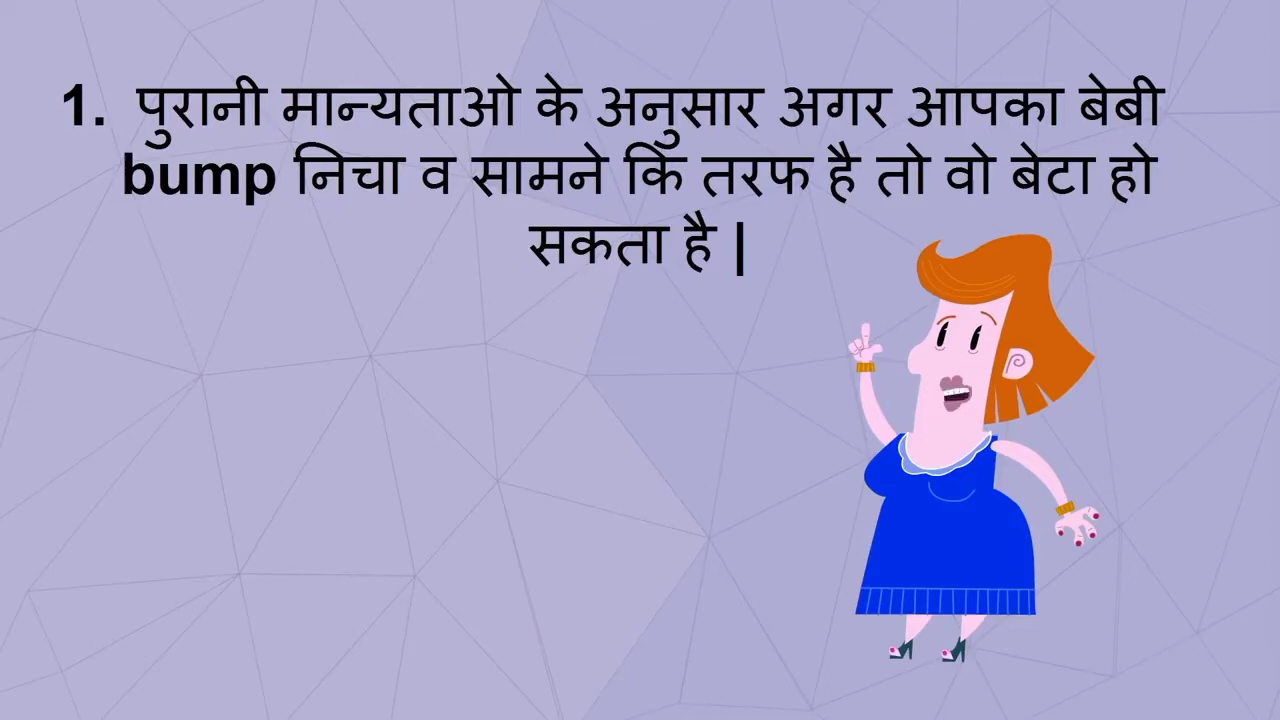 1. पुरानी मान्यताओ के अनुसार अगर आपका बेबी
bump निचा व सामने कि तरफ है तो वो बेटा हो
सकता है |